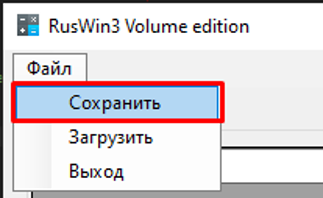 RusWin3 Volume edition
Файл
Сохранить
Загрузить
Выход